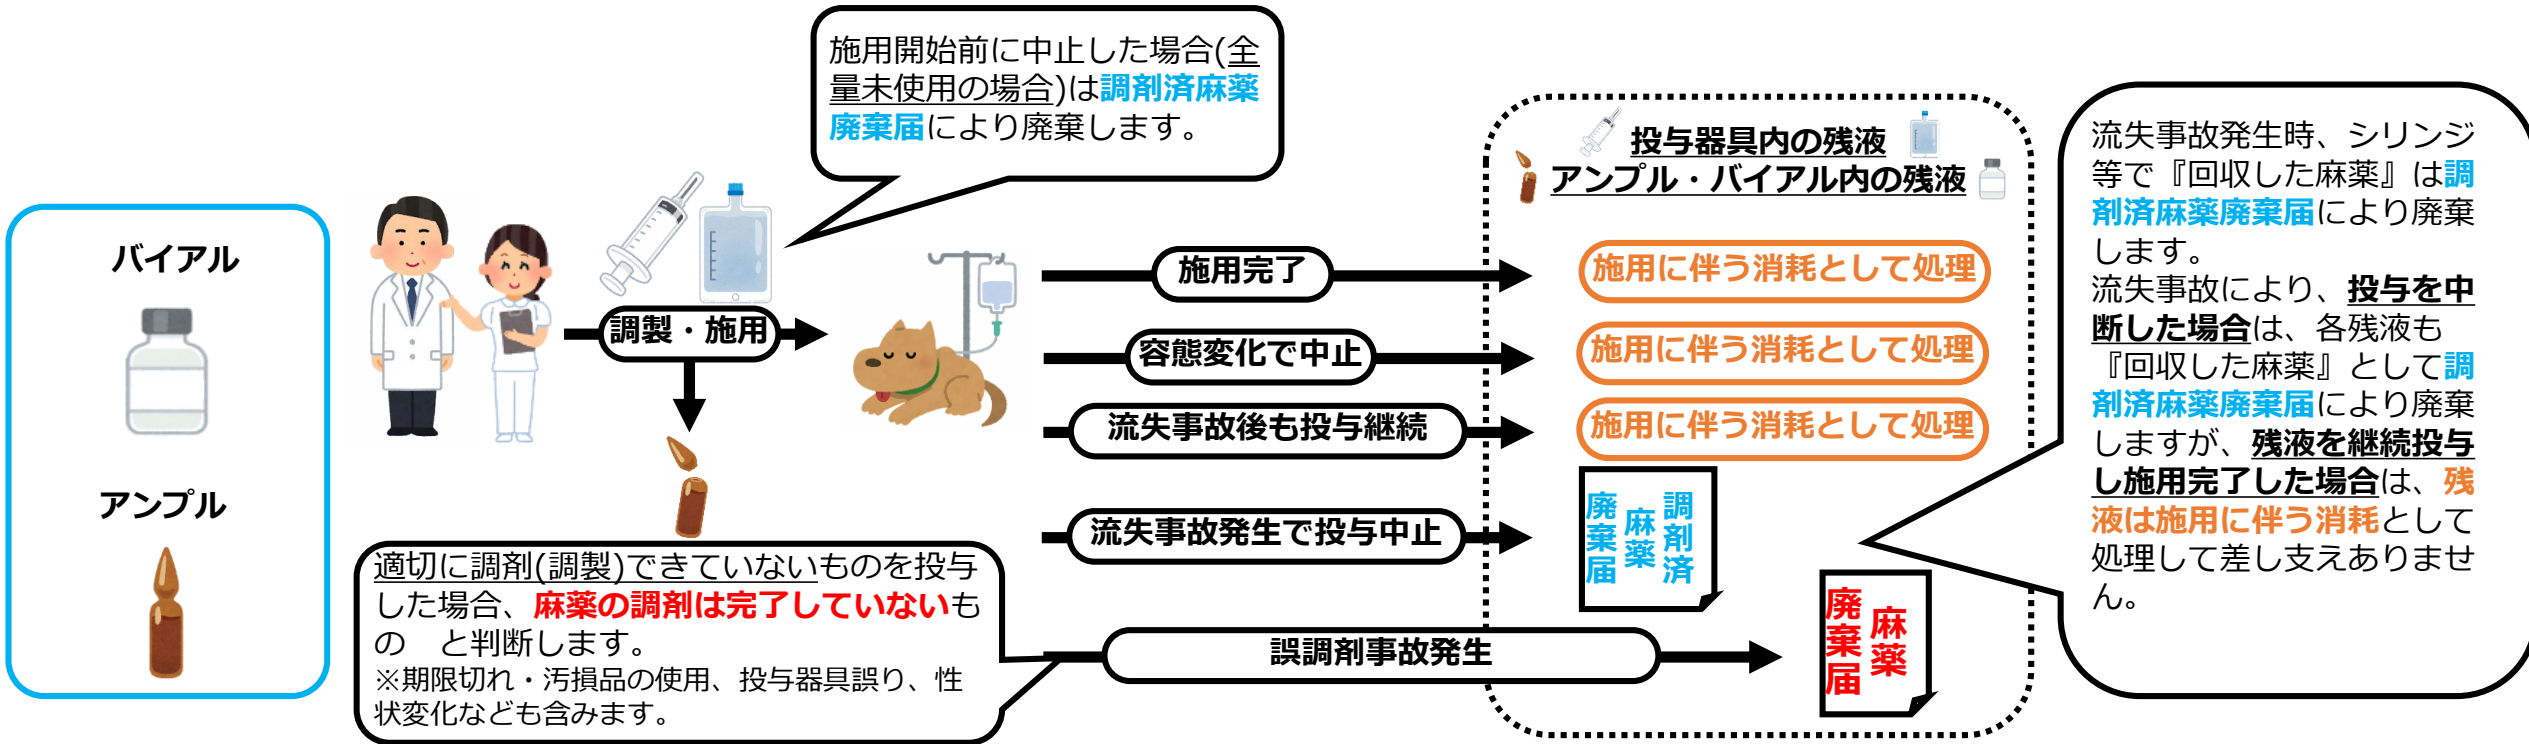 施用開始前に中止した場合(全
量未使用の場合)は調剤済麻薬
廃棄届により廃棄します。
バイアル
アンプル
調製・施用
適切に調剤(調製)できていないものを投与
した場合、麻薬の調剤は完了していないも
の　と判断します。
※期限切れ・汚損品の使用、投与器具誤り、性
状変化なども含みます。
施用完了
容態変化で中止
流失事故後も投与継続
流失事故発生で投与中止
誤調剤事故発生
投与器具内の残液
アンプル・バイアル内の残液
施用に伴う消耗として処理
施用に伴う消耗として処理
施用に伴う消耗として処理
調剤済
麻薬
廃棄届
麻薬
廃棄届
流失事故発生時、シリンジ
等で『回収した麻薬』は調
剤済麻薬廃棄届により廃棄
します。
流失事故により、投与を中
断した場合は、各残液も
『回収した麻薬』として調
剤済麻薬廃棄届により廃棄
しますが、残液を継続投与
し施用完了した場合は、残
液は施用に伴う消耗として
処理して差し支えありませ
ん。